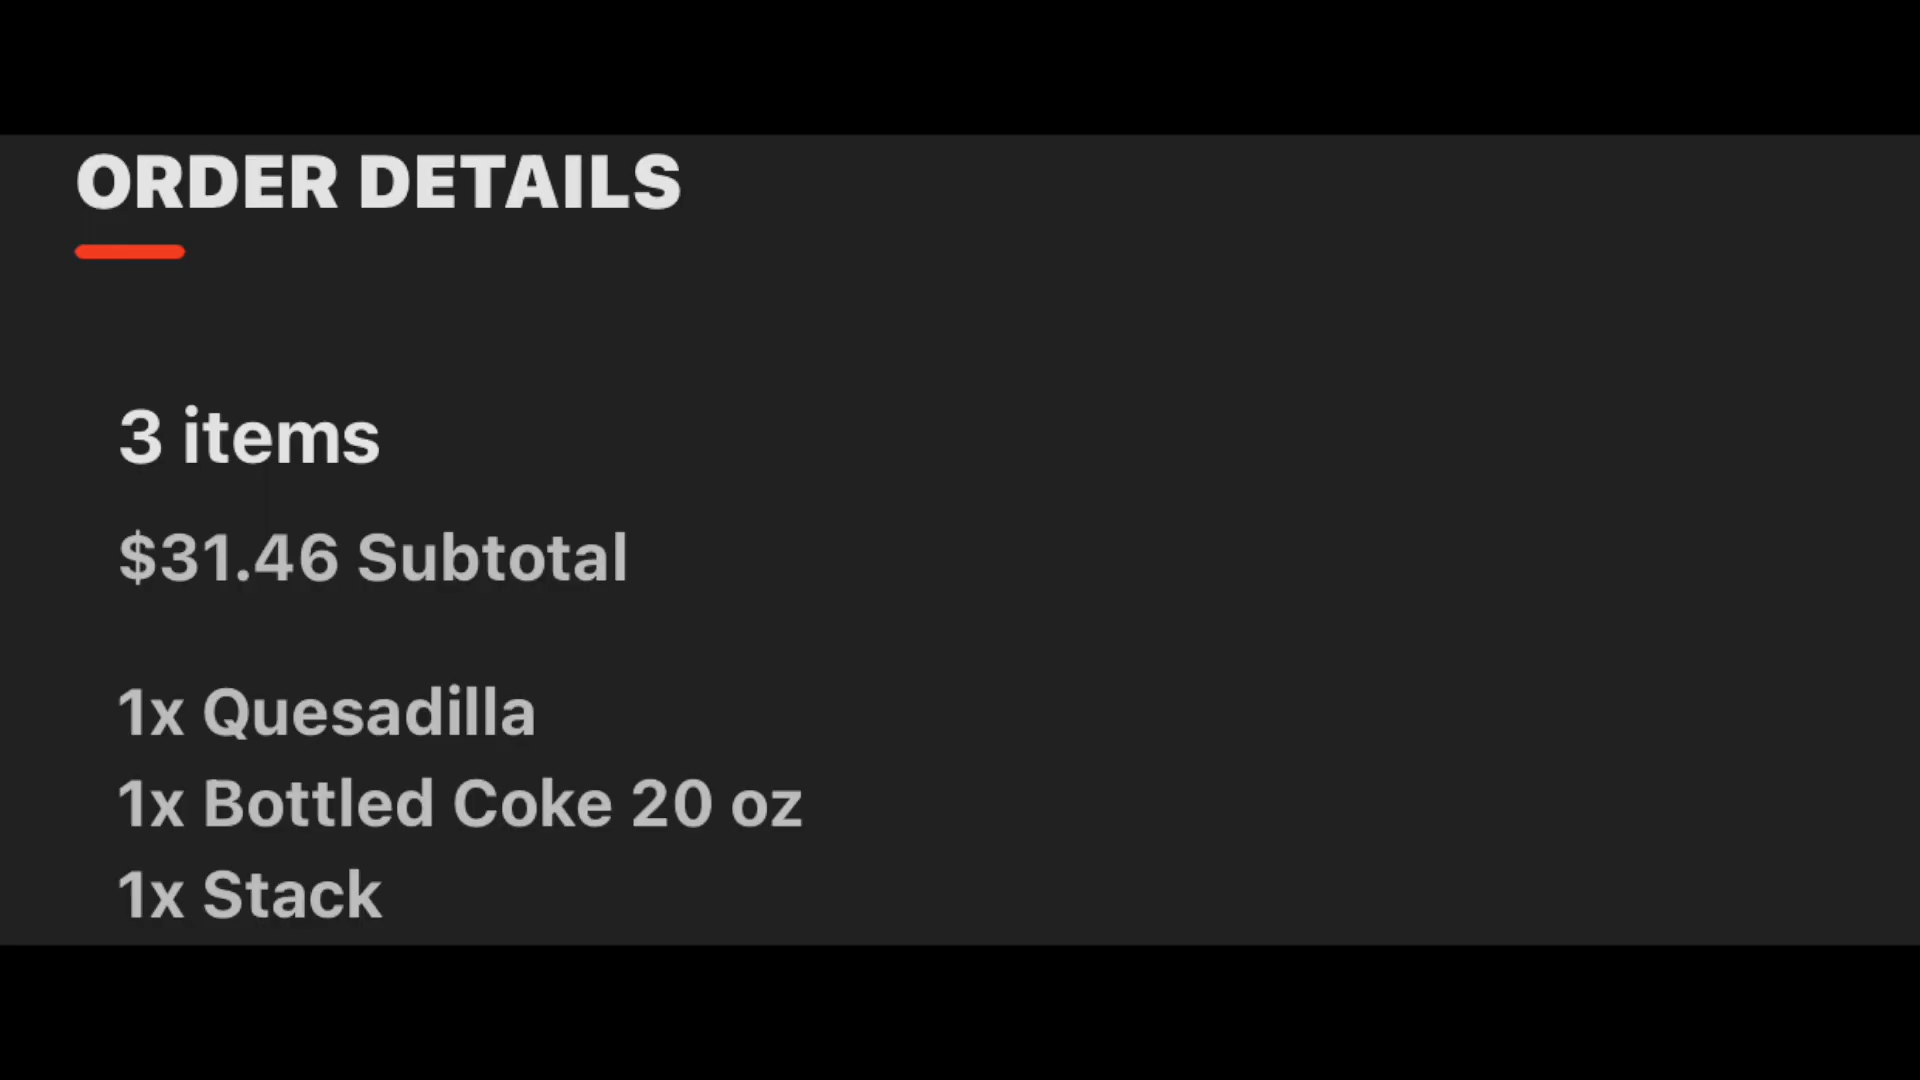 ORDER DETAILS
3 items
$31.46 Subtotal
1x Quesadilla
1x Bottled Coke 20 oz
1x Stack